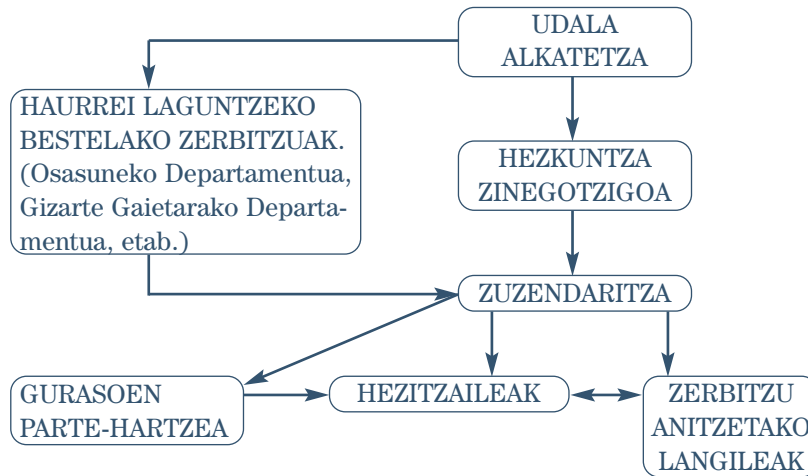 UDALA
ALKATETZA
HAURREI LAGUNTZEKO
BESTELAKO ZERBITZUAK.
(Osasuneko Departamentua,
Gizarte Gaietarako Departa-
mentua, etab.)
HEZKUNTZA
ZINEGOTZIGOA
ZUZENDARITZA
GURASOEN
PARTE-HARTZEA
HEZITZAILEAK
ZERBITZU
ANITZETAKO
LANGILEAK